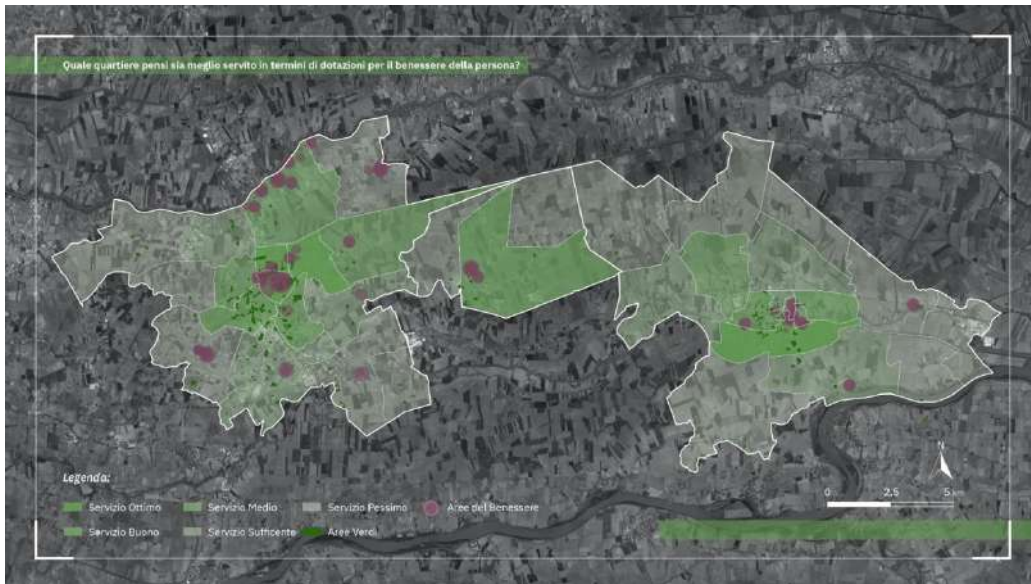 Quale quartiere pensi sia meglio servito in termini di dotazioni per il benessere della persona?
N
0 2,5 5 km
Legenda:
Servizio Ottimo Servizio Medio Servizio Pessimo Aree del Benessere
Servizio Buono Servizio Sufficente Aree Verdi